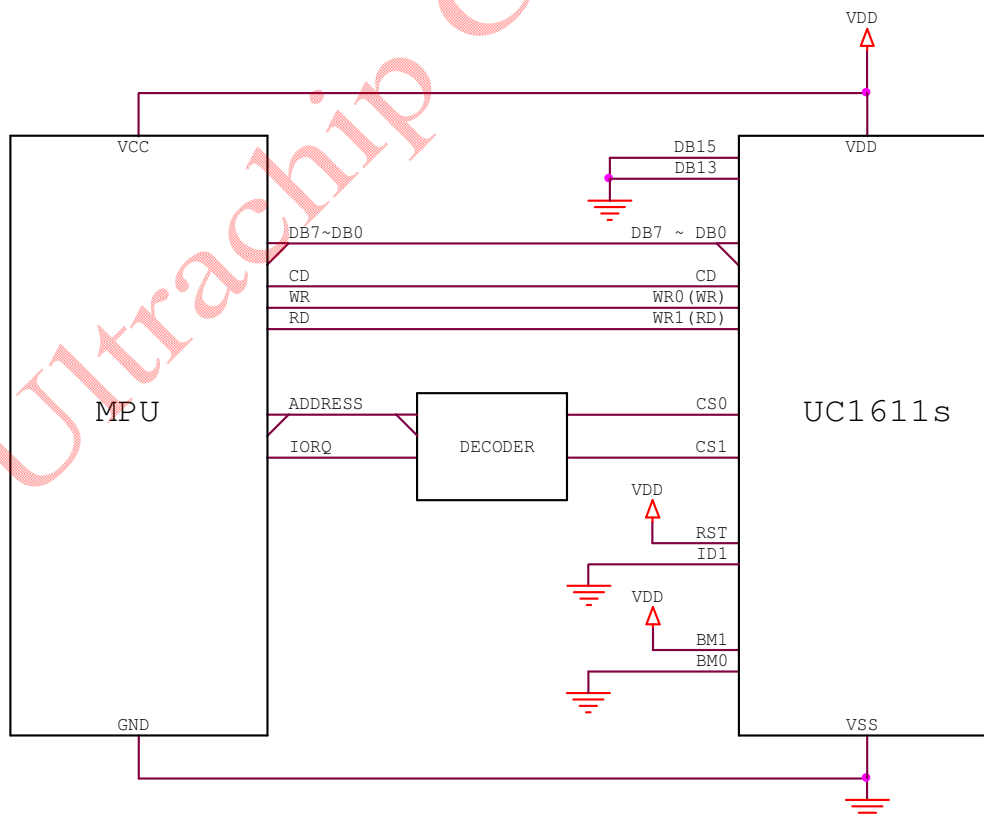 VDD
VCC
VDD
DB15
DB13
DB7~DB0
DB7 ~ DB0
CD
CD
WR
WR0(WR)
RD
WR1(RD)
MPU
ADDRESS
CS0
UC1611s
DECODER
IORQ
CS1
VDD
RST
ID1
VDD
BM1
BM0
GND
VSS
Ultrachip C